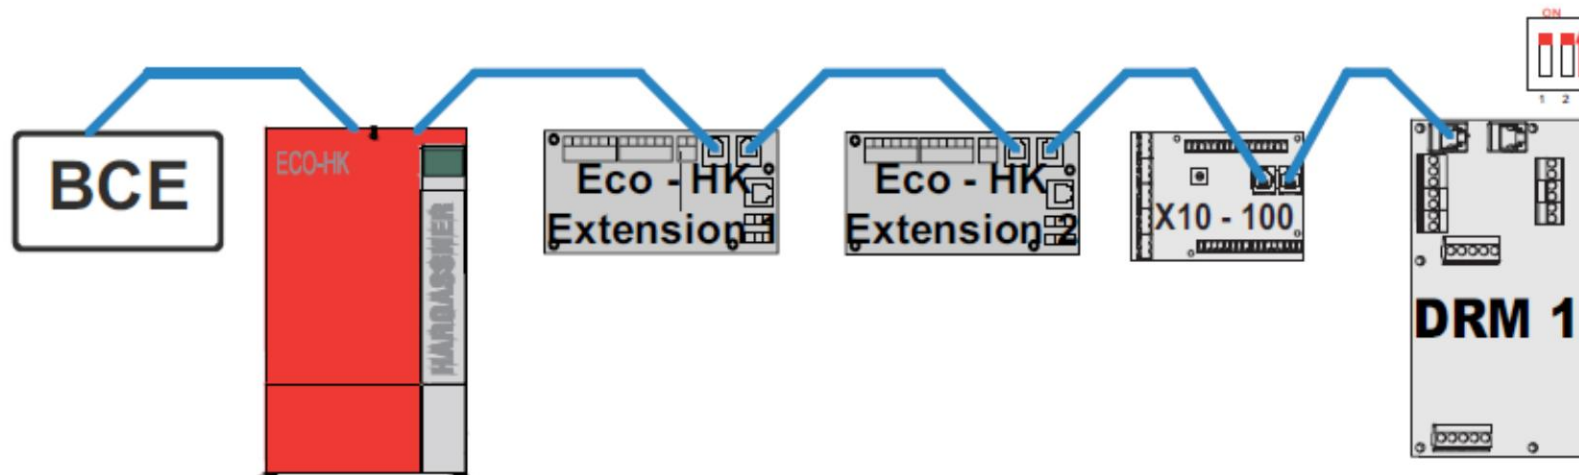 ON
1 2
BCE
ECO-HK
HARGASSNER
Eco - HK
Extension 1
Eco - HK
Extension 2
X10 - 100
DRM 1